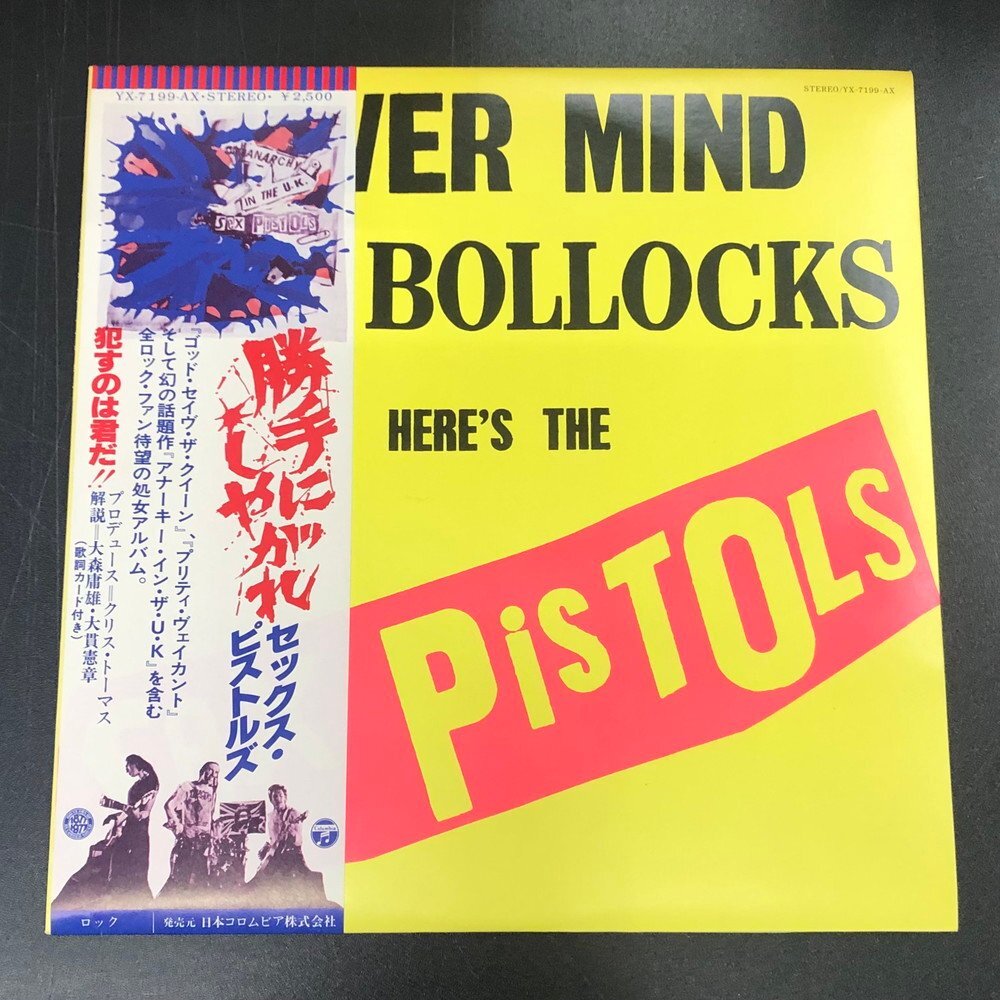 YX-7199-AX・STEREO・¥2,500
ANARCHY
IN THE U.K.
SEX PISTOLS
勝手に
しやがれ
セックス・
ピストルズ
『ゴッド・セイヴ・ザ・クイーン』、『プリティ・ヴェイカント』
そして幻の話題作『アナーキー・イン・ザ・U・K』を含む
全ロック・ファン待望の処女アルバム。
犯すのは君だ!!
プロデュース=クリス・トーマス
解説=大森庸雄・大貫憲章
(歌詞カード付き)
1877
1977
Columbia
ロック
発売元 日本コロムビア株式会社
STEREO/YX-7199-AX
VER MIND
BOLLOCKS
HERE'S THE
PiSTOLS